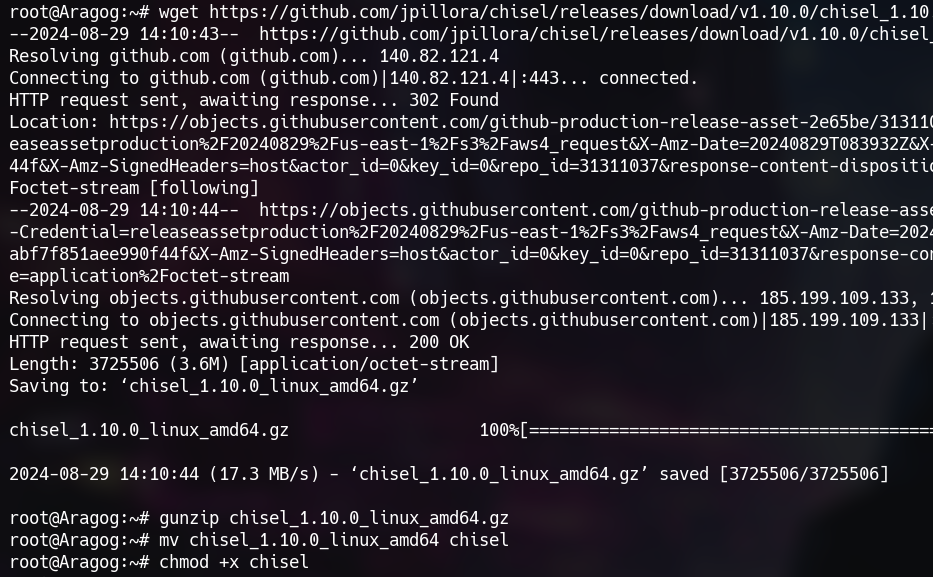 root@Aragog:~# wget https://github.com/jpillora/chisel/releases/download/v1.10.0/chisel_1.10
--2024-08-29 14:10:43--  https://github.com/jpillora/chisel/releases/download/v1.10.0/chisel_
Resolving github.com (github.com)... 140.82.121.4
Connecting to github.com (github.com)|140.82.121.4|:443... connected.
HTTP request sent, awaiting response... 302 Found
Location: https://objects.githubusercontent.com/github-production-release-asset-2e65be/313110
easeassetproduction%2F20240829%2Fus-east-1%2Fs3%2Faws4_request&X-Amz-Date=20240829T083932Z&X-
44f&X-Amz-SignedHeaders=host&actor_id=0&key_id=0&repo_id=31311037&response-content-dispositio
Foctet-stream [following]
--2024-08-29 14:10:44--  https://objects.githubusercontent.com/github-production-release-asse
-Credential=releaseassetproduction%2F20240829%2Fus-east-1%2Fs3%2Faws4_request&X-Amz-Date=2024
abf7f851aee990f44f&X-Amz-SignedHeaders=host&actor_id=0&key_id=0&repo_id=31311037&response-con
e=application%2Foctet-stream
Resolving objects.githubusercontent.com (objects.githubusercontent.com)... 185.199.109.133, 1
Connecting to objects.githubusercontent.com (objects.githubusercontent.com)|185.199.109.133|
HTTP request sent, awaiting response... 200 OK
Length: 3725506 (3.6M) [application/octet-stream]
Saving to: ‘chisel_1.10.0_linux_amd64.gz’
chisel_1.10.0_linux_amd64.gz                   100%[=========================================
2024-08-29 14:10:44 (17.3 MB/s) - ‘chisel_1.10.0_linux_amd64.gz’ saved [3725506/3725506]
root@Aragog:~# gunzip chisel_1.10.0_linux_amd64.gz
root@Aragog:~# mv chisel_1.10.0_linux_amd64 chisel
root@Aragog:~# chmod +x chisel